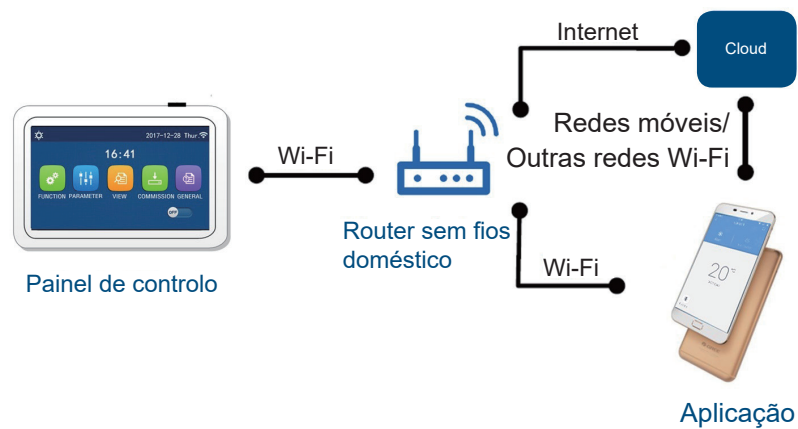 Internet
Cloud
2017-12-28 Thur.
16:41
Wi-Fi
Redes móveis/
Outras redes Wi-Fi
FUNCTION PARAMETER VIEW COMMISSION GENERAL
OFF
Router sem fios
doméstico
Wi-Fi
Painel de controlo
20°C
Aplicação